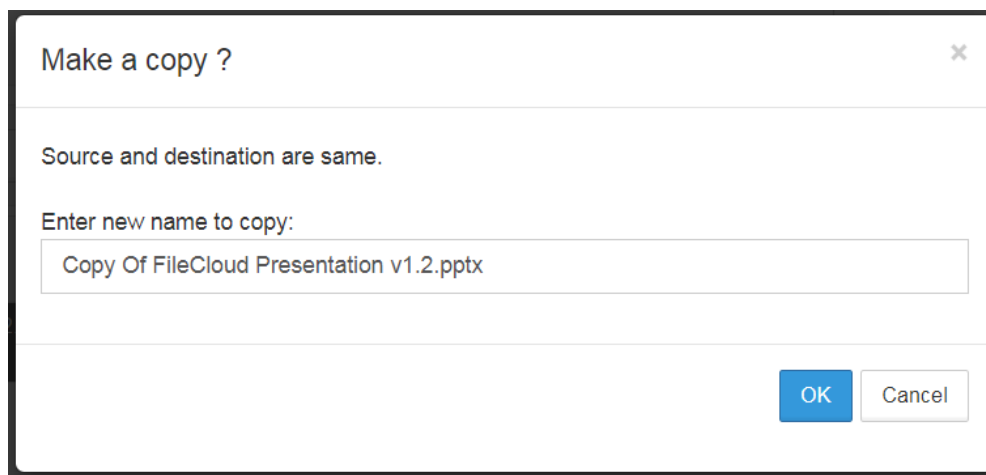 Make a copy ?
×
Source and destination are same.
Enter new name to copy:
Copy Of FileCloud Presentation v1.2.pptx
OK
Cancel